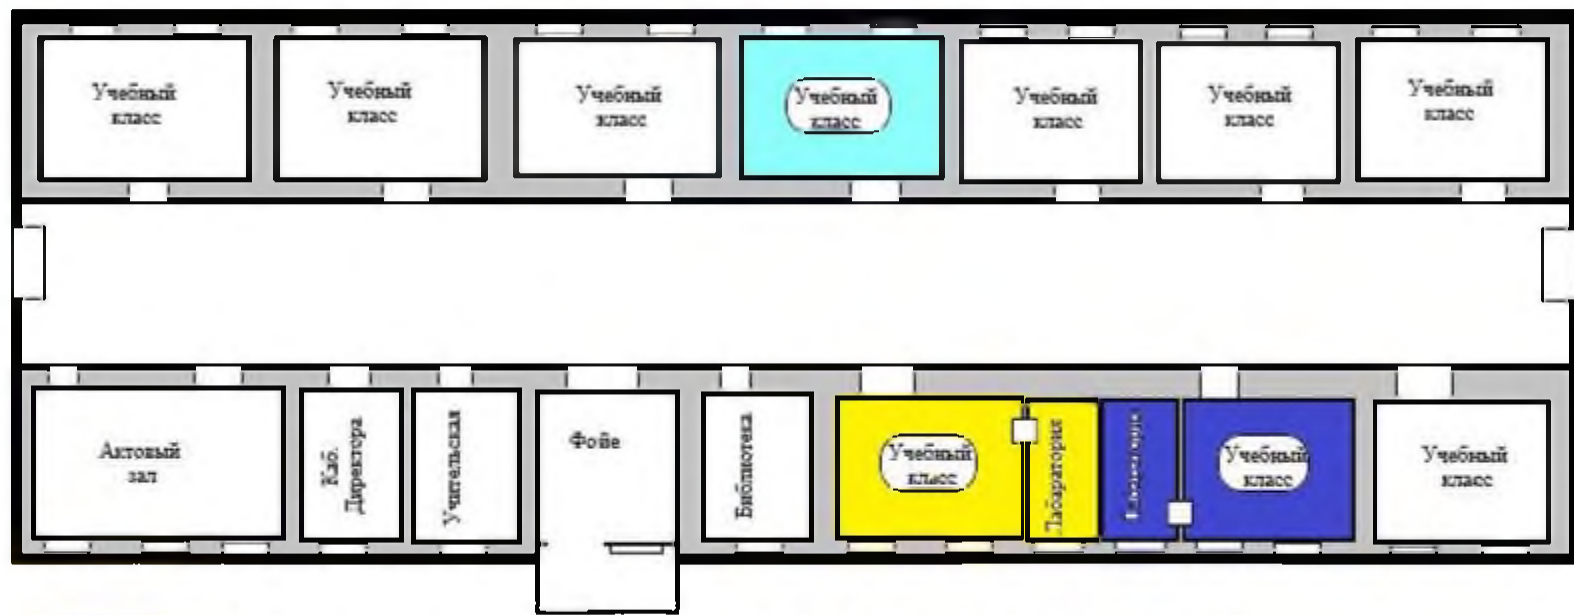 Учебный
класс
Учебный
класс
Учебный
класс
Учебный
класс
Учебный
класс
Учебный
класс
Учебный
класс
Актовый
зал
Каб.
Директора
Учительская
Фойе
Библиотека
Учебный
класс
Лабаратория
Учебный
класс
Учебный
класс